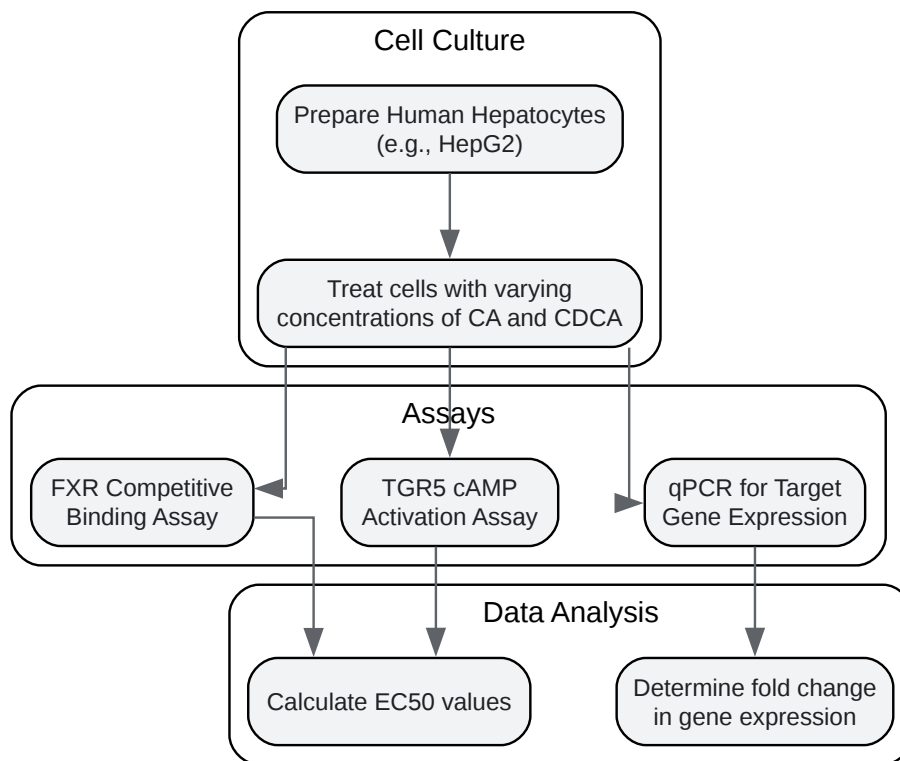 Cell Culture
Prepare Human Hepatocytes
(e.g., HepG2)
Treat cells with varying
concentrations of CA and CDCA
Assays
FXR Competitive
Binding Assay
TGR5 cAMP
Activation Assay
qPCR for Target
Gene Expression
Data Analysis
Calculate EC50 values
Determine fold change
in gene expression